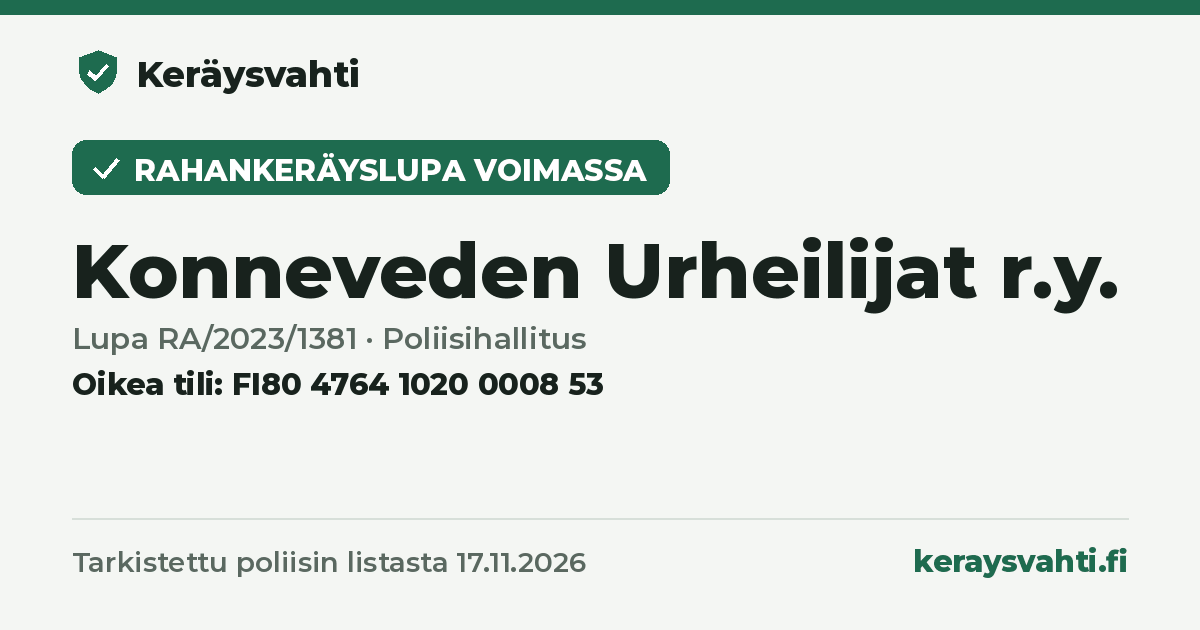 Keräysvahti
RAHANKERÄYSLUPA VOIMASSA
Konneveden Urheilijat r.y.
Lupa RA/2023/1381 · Poliisihallitus
Oikea tili: FI80 4764 1020 0008 53
Tarkistettu poliisin listasta 17.11.2026
keraysvahti.fi